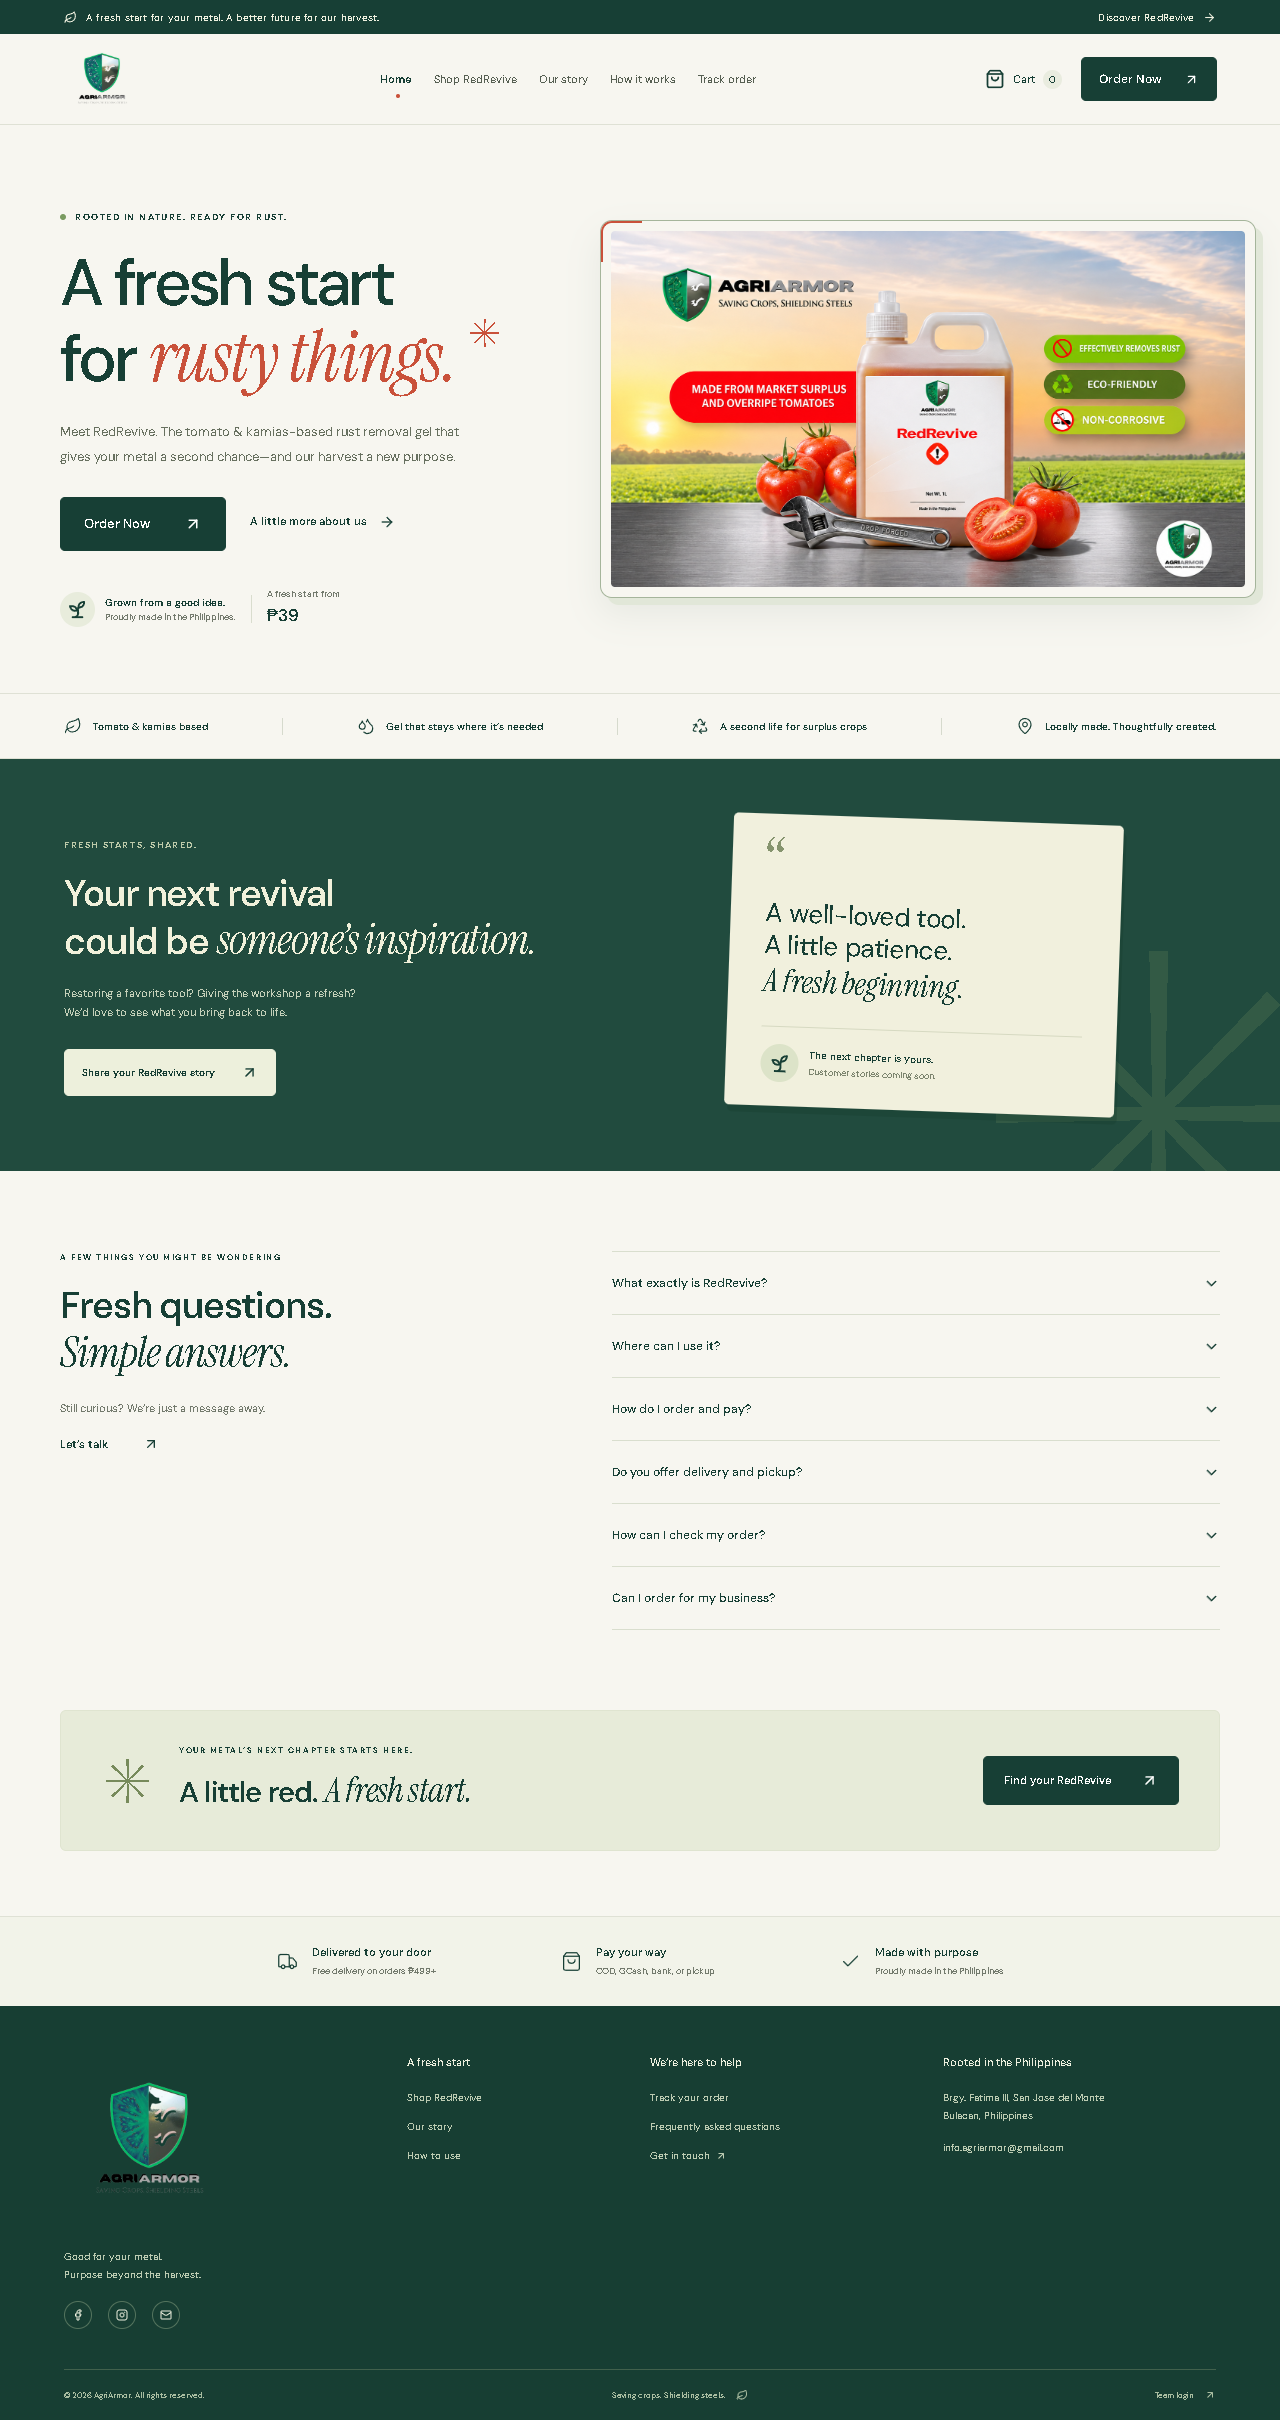 A fresh start for your metal. A better future for our harvest.
Discover RedRevive
AGRIARMOR
Home
Shop RedRevive
Our story
How it works
Track order
Cart
0
Order Now
ROOTED IN NATURE. READY FOR RUST.
A fresh start
for rusty things.
Meet RedRevive. The tomato & kamias-based rust removal gel that
gives your metal a second chance—and our harvest a new purpose.
Order Now
A little more about us
Grown from a good idea.
Proudly made in the Philippines.
A fresh start from
₱39
AGRIARMOR
SAVING CROPS, SHIELDING STEELS
MADE FROM MARKET SURPLUS
AND OVERRIPE TOMATOES
EFFECTIVELY REMOVES RUST
ECO-FRIENDLY
NON-CORROSIVE
AGRIARMOR
RedRevive
Net Wt. 1L
Made in the Philippines
DROP FORGED
Tomato & kamias based
Gel that stays where it's needed
A second life for surplus crops
Locally made. Thoughtfully created.
FRESH STARTS, SHARED.
Your next revival
could be someone's inspiration.
Restoring a favorite tool? Giving the workshop a refresh?
We'd love to see what you bring back to life.
Share your RedRevive story
“
A well-loved tool.
A little patience.
A fresh beginning.
The next chapter is yours.
Customer stories coming soon.
A FEW THINGS YOU MIGHT BE WONDERING
Fresh questions.
Simple answers.
Still curious? We're just a message away.
Let's talk
What exactly is RedRevive?
Where can I use it?
How do I order and pay?
Do you offer delivery and pickup?
How can I check my order?
Can I order for my business?
YOUR METAL'S NEXT CHAPTER STARTS HERE.
A little red. A fresh start.
Find your RedRevive
Delivered to your door
Free delivery on orders ₱499+
Pay your way
COD, GCash, bank, or pickup
Made with purpose
Proudly made in the Philippines
AGRIARMOR
SAVING CROPS, SHIELDING STEELS
Good for your metal.
Purpose beyond the harvest.
A fresh start
Shop RedRevive
Our story
How to use
We're here to help
Track your order
Frequently asked questions
Get in touch
Rooted in the Philippines
Brgy. Fatima III, San Jose del Monte
Bulacan, Philippines
info.agriarmor@gmail.com
© 2026 AgriArmor. All rights reserved.
Saving crops. Shielding steels.
Team login